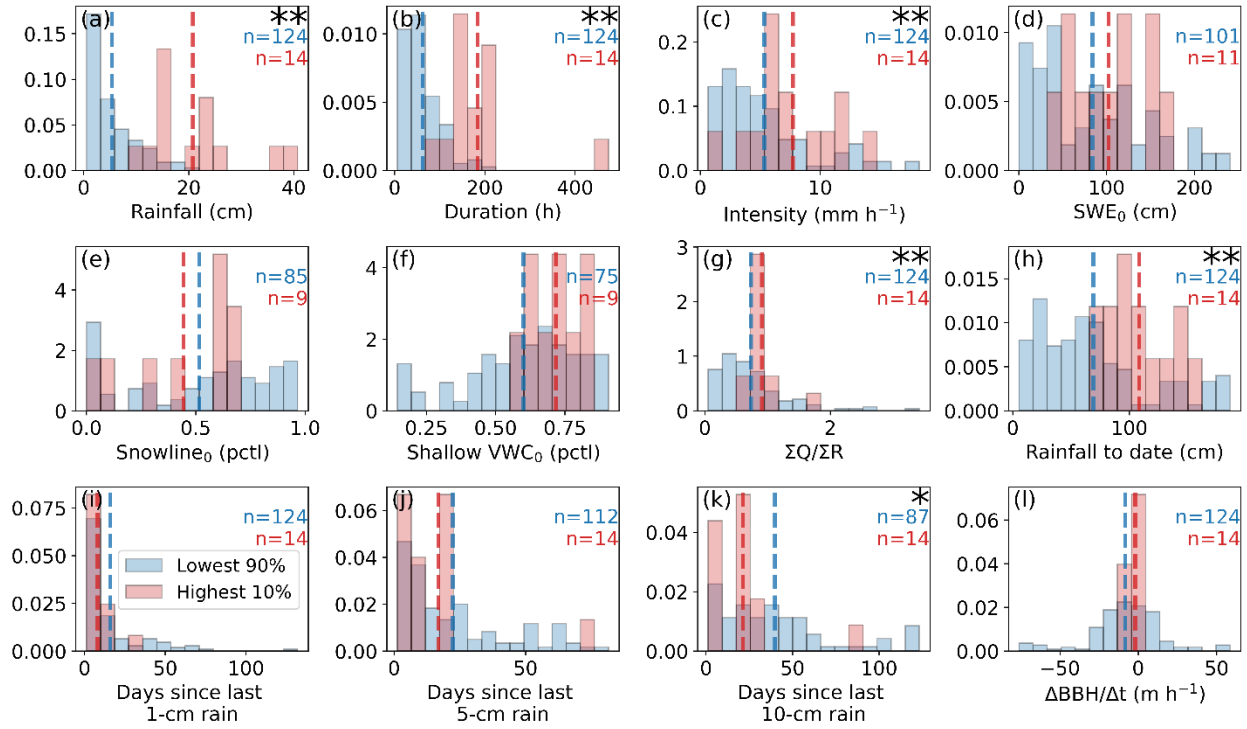 (a)
**
n=124
n=14
0.15
0.10
0.05
0.00
0
20
40
Rainfall (cm)
(b)
**
n=124
n=14
0.010
0.005
0.000
0
200
400
Duration (h)
(c)
**
n=124
n=14
0.2
0.1
0.0
10
Intensity (mm h⁻¹)
(d)
n=101
n=11
0.010
0.005
0.000
0
100
200
SWE₀ (cm)
(e)
n=85
n=9
4
2
0
0.0
0.5
1.0
Snowline₀ (pctl)
(f)
n=75
n=9
4
2
0
0.25
0.50
0.75
Shallow VWC₀ (pctl)
(g)
**
n=124
n=14
3
2
1
0
0
2
ΣQ/ΣR
(h)
**
n=124
n=14
0.015
0.010
0.005
0.000
100
Rainfall to date (cm)
(i)
n=124
n=14
0.075
0.050
0.025
0.000
Lowest 90%
Highest 10%
0
50
100
Days since last
1-cm rain
(j)
n=112
n=14
0.06
0.04
0.02
0.00
0
50
Days since last
5-cm rain
(k)
*
n=87
n=14
0.04
0.02
0.00
0
50
100
Days since last
10-cm rain
(l)
n=124
n=14
0.06
0.04
0.02
0.00
−50
0
50
ΔBBH/Δt (m h⁻¹)